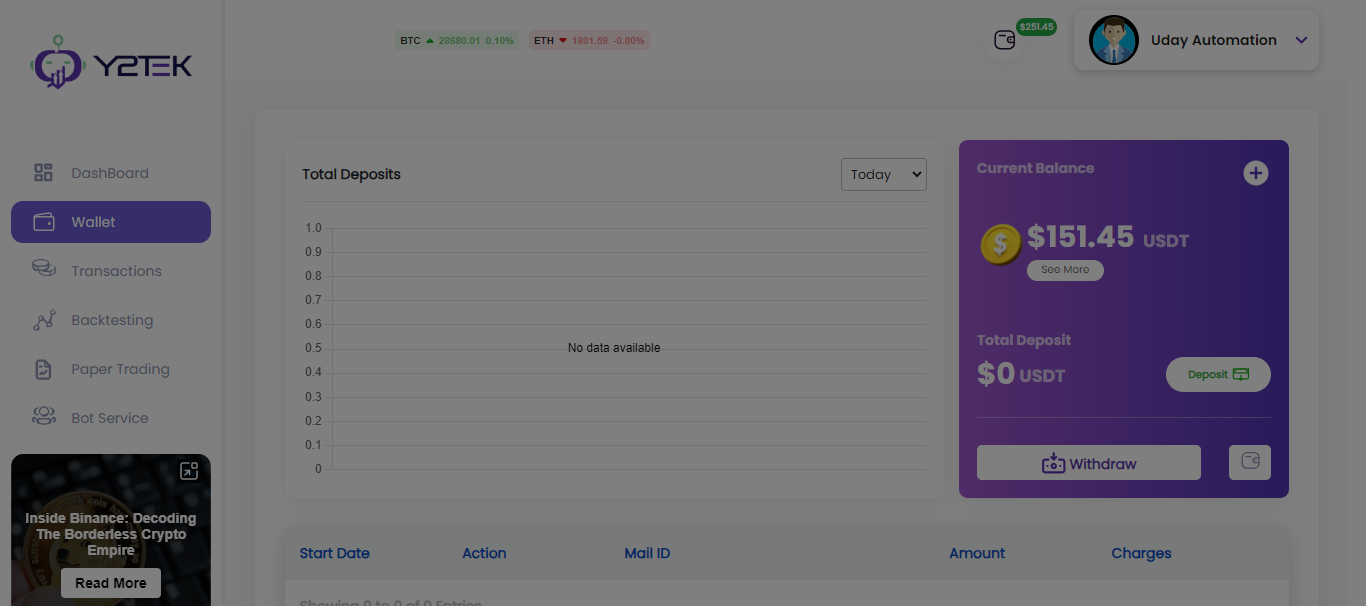 Y2TEK
BTC 28680.01 0.10%
ETH 1801.59 -0.00%
$251.45
Uday Automation
DashBoard
Wallet
Transactions
Backtesting
Paper Trading
Bot Service
Inside Binance: Decoding
The Borderless Crypto
Empire
Read More
Total Deposits
Today
1.0
0.9
0.8
0.7
0.6
0.5
0.4
0.3
0.2
0.1
0
No data available
Current Balance
$151.45 USDT
See More
Total Deposit
$0 USDT
Deposit
Withdraw
Start Date Action Mail ID Amount Charges
Showing 0 to 0 of 0 Entries